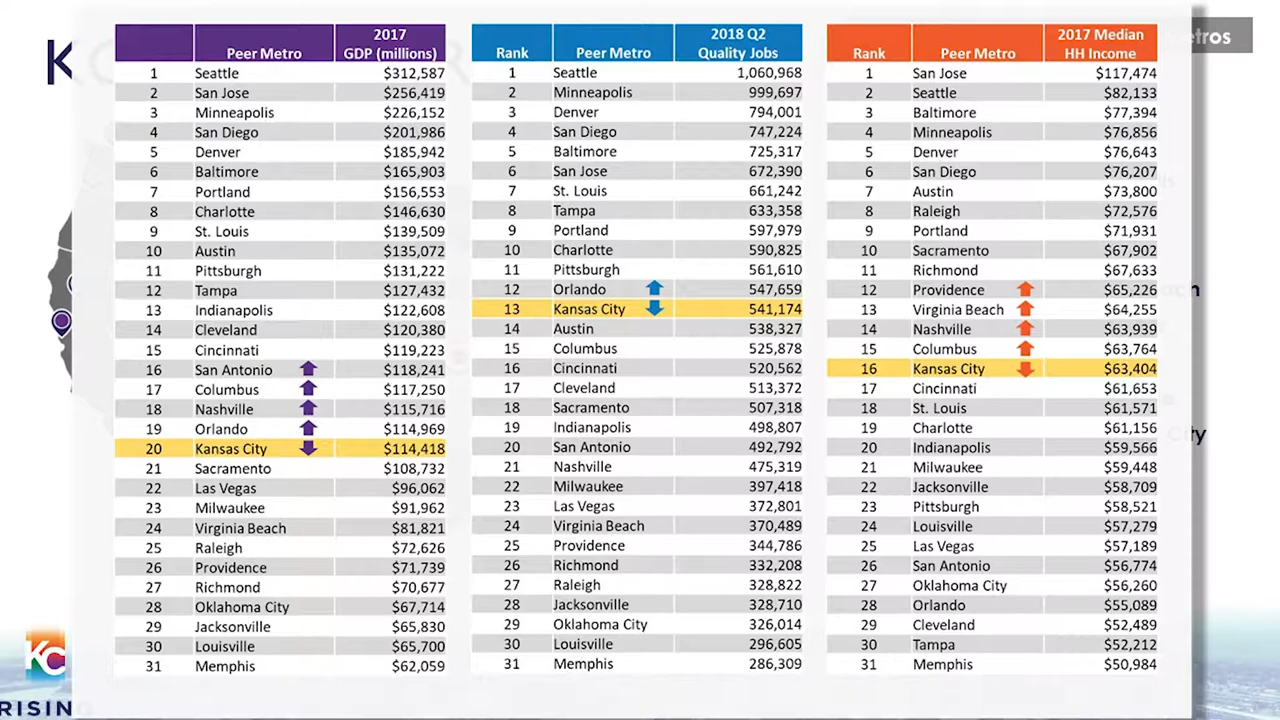 K
etros
2017
Peer Metro GDP (millions)
1 Seattle $312,587
2 San Jose $256,419
3 Minneapolis $226,152
4 San Diego $201,986
5 Denver $185,942
6 Baltimore $165,903
7 Portland $156,553
8 Charlotte $146,630
9 St. Louis $139,509
10 Austin $135,072
11 Pittsburgh $131,222
12 Tampa $127,432
13 Indianapolis $122,608
14 Cleveland $120,380
15 Cincinnati $119,223
16 San Antonio $118,241
17 Columbus $117,250
18 Nashville $115,716
19 Orlando $114,969
20 Kansas City $114,418
21 Sacramento $108,732
22 Las Vegas $96,062
23 Milwaukee $91,962
24 Virginia Beach $81,821
25 Raleigh $72,626
26 Providence $71,739
27 Richmond $70,677
28 Oklahoma City $67,714
29 Jacksonville $65,830
30 Louisville $65,700
31 Memphis $62,059
2018 Q2
Rank Peer Metro Quality Jobs
1 Seattle 1,060,968
2 Minneapolis 999,697
3 Denver 794,001
4 San Diego 747,224
5 Baltimore 725,317
6 San Jose 672,390
7 St. Louis 661,242
8 Tampa 633,358
9 Portland 597,979
10 Charlotte 590,825
11 Pittsburgh 561,610
12 Orlando 547,659
13 Kansas City 541,174
14 Austin 538,327
15 Columbus 525,878
16 Cincinnati 520,562
17 Cleveland 513,372
18 Sacramento 507,318
19 Indianapolis 498,807
20 San Antonio 492,792
21 Nashville 475,319
22 Milwaukee 397,418
23 Las Vegas 372,801
24 Virginia Beach 370,489
25 Providence 344,786
26 Richmond 332,208
27 Raleigh 328,822
28 Jacksonville 328,710
29 Oklahoma City 326,014
30 Louisville 296,605
31 Memphis 286,309
2017 Median
Rank Peer Metro HH Income
1 San Jose $117,474
2 Seattle $82,133
3 Baltimore $77,394
4 Minneapolis $76,856
5 Denver $76,643
6 San Diego $76,207
7 Austin $73,800
8 Raleigh $72,576
9 Portland $71,931
10 Sacramento $67,902
11 Richmond $67,633
12 Providence $65,226
13 Virginia Beach $64,255
14 Nashville $63,939
15 Columbus $63,764
16 Kansas City $63,404
17 Cincinnati $61,653
18 St. Louis $61,571
19 Charlotte $61,156
20 Indianapolis $59,566
21 Milwaukee $59,448
22 Jacksonville $58,709
23 Pittsburgh $58,521
24 Louisville $57,279
25 Las Vegas $57,189
26 San Antonio $56,774
27 Oklahoma City $56,260
28 Orlando $55,089
29 Cleveland $52,489
30 Tampa $52,212
31 Memphis $50,984
ach
City
KC
RISING